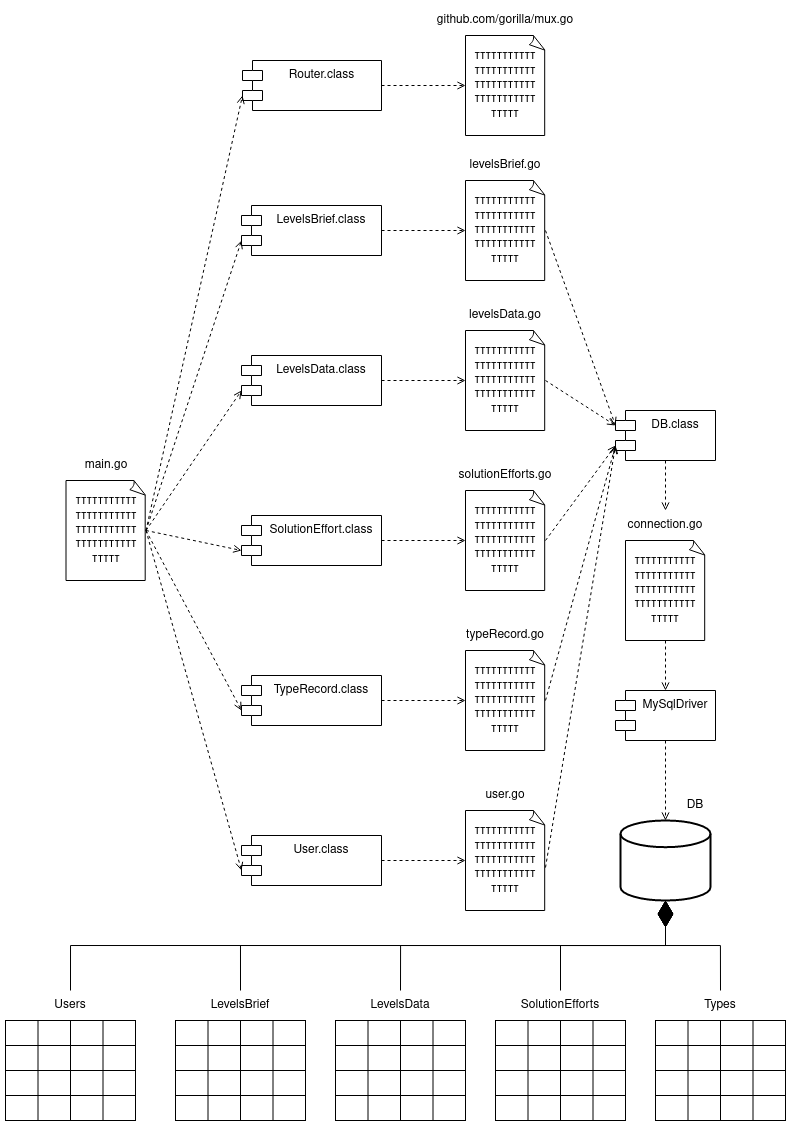 github.com/gorilla/mux.go
TTTTTTTTTTT
TTTTTTTTTTT
TTTTTTTTTTT
TTTTTTTTTTT
TTTTT
Router.class
levelsBrief.go
TTTTTTTTTTT
TTTTTTTTTTT
TTTTTTTTTTT
TTTTTTTTTTT
TTTTT
LevelsBrief.class
levelsData.go
TTTTTTTTTTT
TTTTTTTTTTT
TTTTTTTTTTT
TTTTTTTTTTT
TTTTT
LevelsData.class
DB.class
main.go
TTTTTTTTTTT
TTTTTTTTTTT
TTTTTTTTTTT
TTTTTTTTTTT
TTTTT
solutionEfforts.go
TTTTTTTTTTT
TTTTTTTTTTT
TTTTTTTTTTT
TTTTTTTTTTT
TTTTT
SolutionEffort.class
connection.go
TTTTTTTTTTT
TTTTTTTTTTT
TTTTTTTTTTT
TTTTTTTTTTT
TTTTT
typeRecord.go
TTTTTTTTTTT
TTTTTTTTTTT
TTTTTTTTTTT
TTTTTTTTTTT
TTTTT
TypeRecord.class
MySqlDriver
user.go
TTTTTTTTTTT
TTTTTTTTTTT
TTTTTTTTTTT
TTTTTTTTTTT
TTTTT
DB
User.class
Users
LevelsBrief
LevelsData
SolutionEfforts
Types